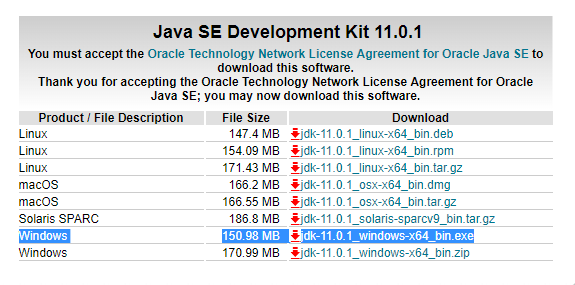 Java SE Development Kit 11.0.1
You must accept the Oracle Technology Network License Agreement for Oracle Java SE to
download this software.
Thank you for accepting the Oracle Technology Network License Agreement for Oracle
Java SE; you may now download this software.
Product / File Description File Size Download
Linux 147.4 MB jdk-11.0.1_linux-x64_bin.deb
Linux 154.09 MB jdk-11.0.1_linux-x64_bin.rpm
Linux 171.43 MB jdk-11.0.1_linux-x64_bin.tar.gz
macOS 166.2 MB jdk-11.0.1_osx-x64_bin.dmg
macOS 166.55 MB jdk-11.0.1_osx-x64_bin.tar.gz
Solaris SPARC 186.8 MB jdk-11.0.1_solaris-sparcv9_bin.tar.gz
Windows 150.98 MB jdk-11.0.1_windows-x64_bin.exe
Windows 170.99 MB jdk-11.0.1_windows-x64_bin.zip